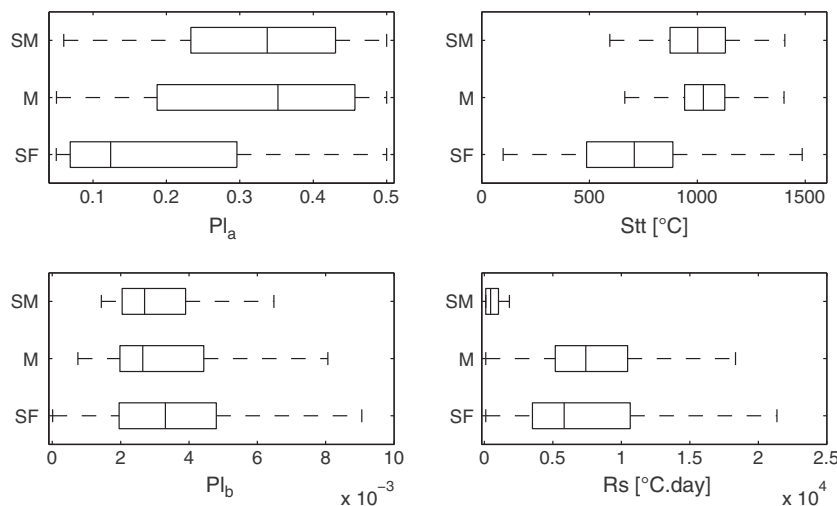 SM
M
SF
0.1 0.2 0.3 0.4 0.5
Pl_a
SM
M
SF
0 500 1000 1500
Stt [°C]
SM
M
SF
0 2 4 6 8 10
Pl_b
x 10^-3
SM
M
SF
0 0.5 1 1.5 2 2.5
Rs [°C.day]
x 10^4